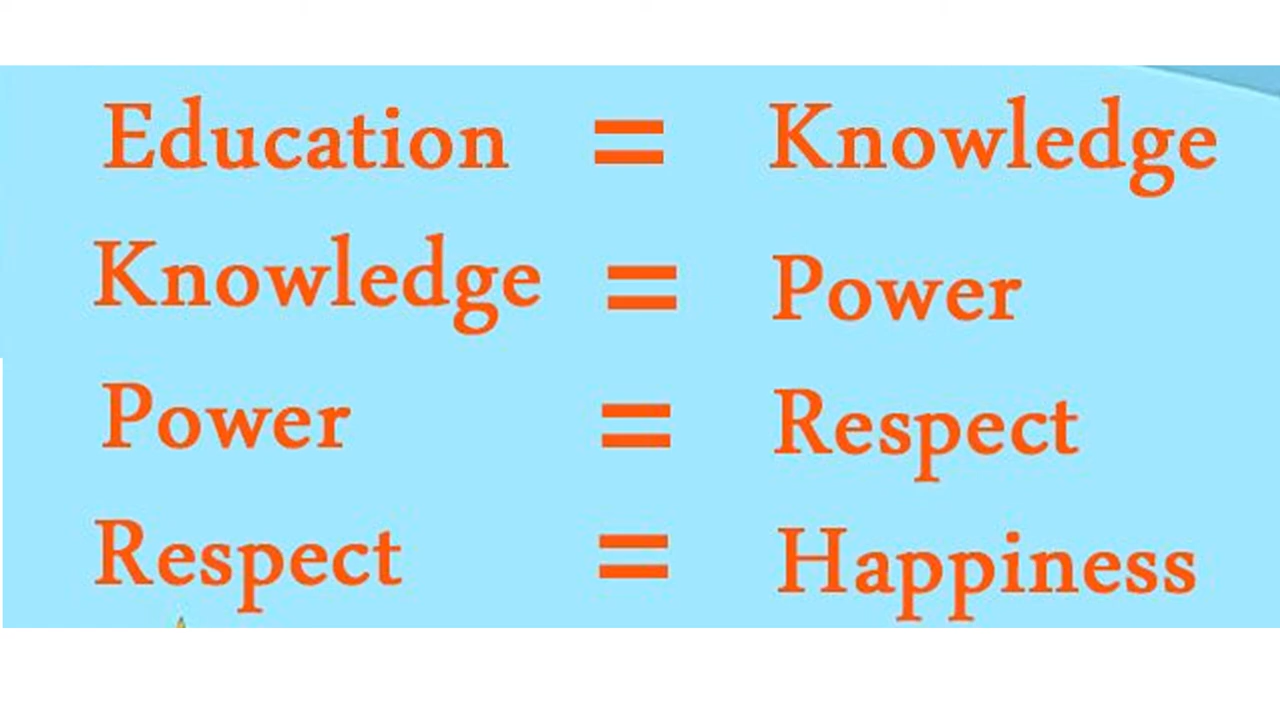 Education = Knowledge
Knowledge = Power
Power = Respect
Respect = Happiness